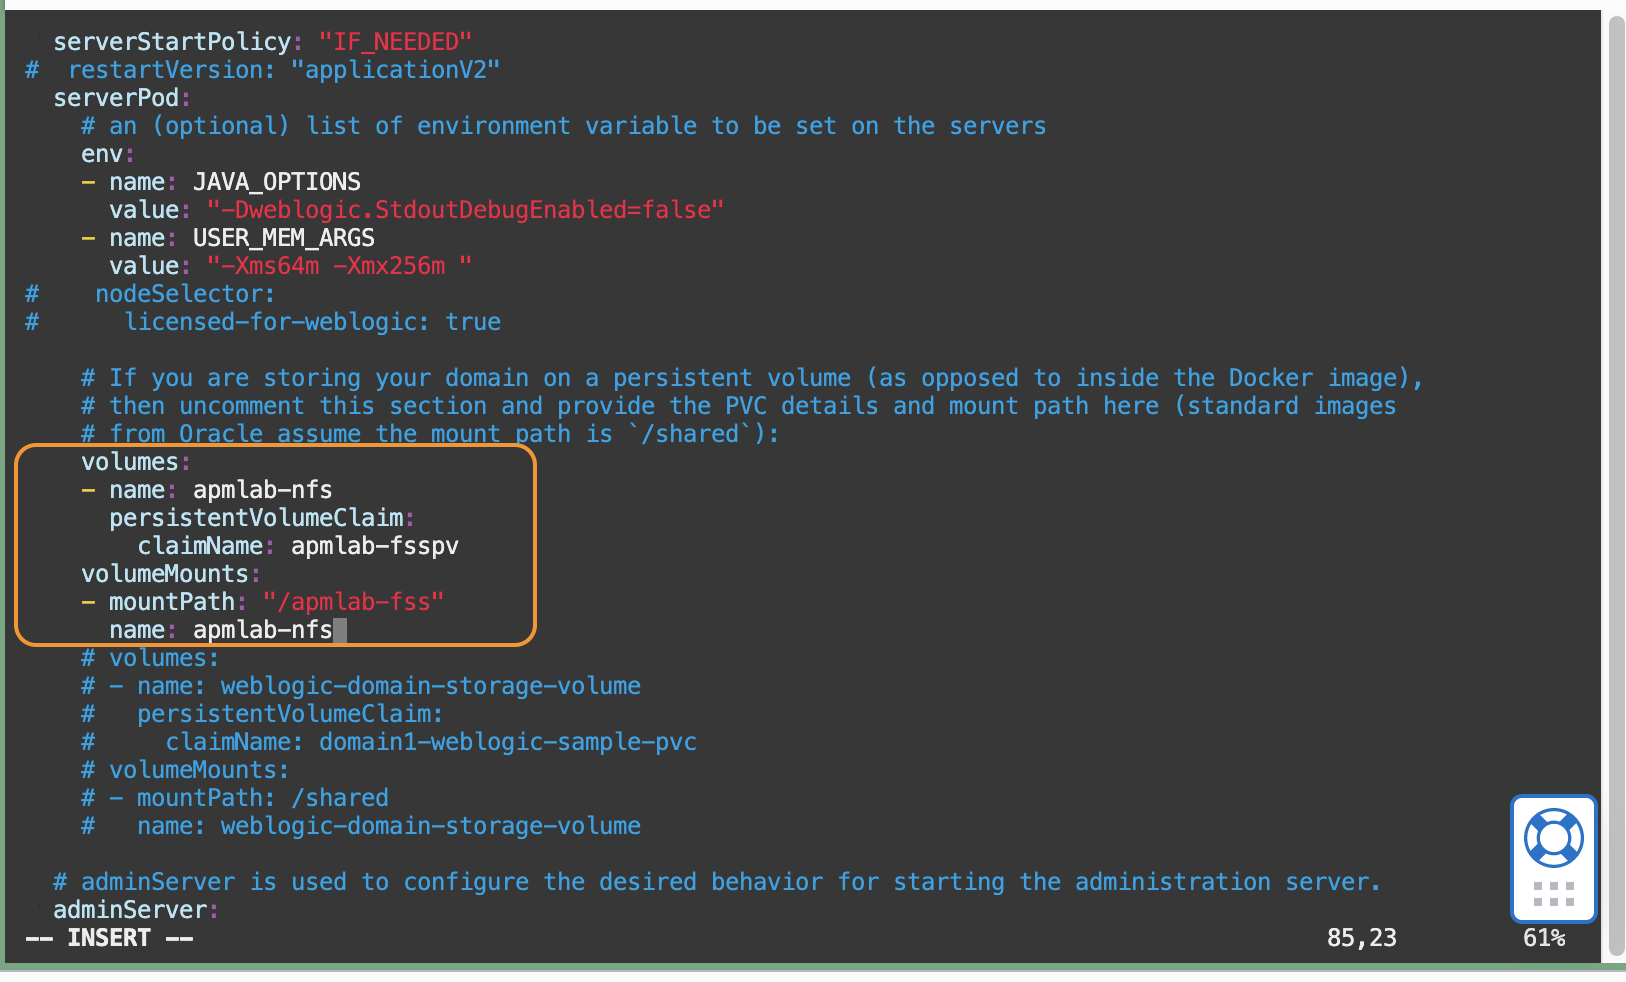 serverStartPolicy: "IF_NEEDED"
#  restartVersion: "applicationV2"
  serverPod:
    # an (optional) list of environment variable to be set on the servers
    env:
    - name: JAVA_OPTIONS
      value: "-Dweblogic.StdoutDebugEnabled=false"
    - name: USER_MEM_ARGS
      value: "-Xms64m -Xmx256m "
#    nodeSelector:
#      licensed-for-weblogic: true

    # If you are storing your domain on a persistent volume (as opposed to inside the Docker image),
    # then uncomment this section and provide the PVC details and mount path here (standard images
    # from Oracle assume the mount path is `/shared`):
    volumes:
    - name: apmlab-nfs
      persistentVolumeClaim:
        claimName: apmlab-fsspv
    volumeMounts:
    - mountPath: "/apmlab-fss"
      name: apmlab-nfs
    # volumes:
    # - name: weblogic-domain-storage-volume
    #   persistentVolumeClaim:
    #     claimName: domain1-weblogic-sample-pvc
    # volumeMounts:
    # - mountPath: /shared
    #   name: weblogic-domain-storage-volume

  # adminServer is used to configure the desired behavior for starting the administration server.
  adminServer:
-- INSERT -- 85,23 61%